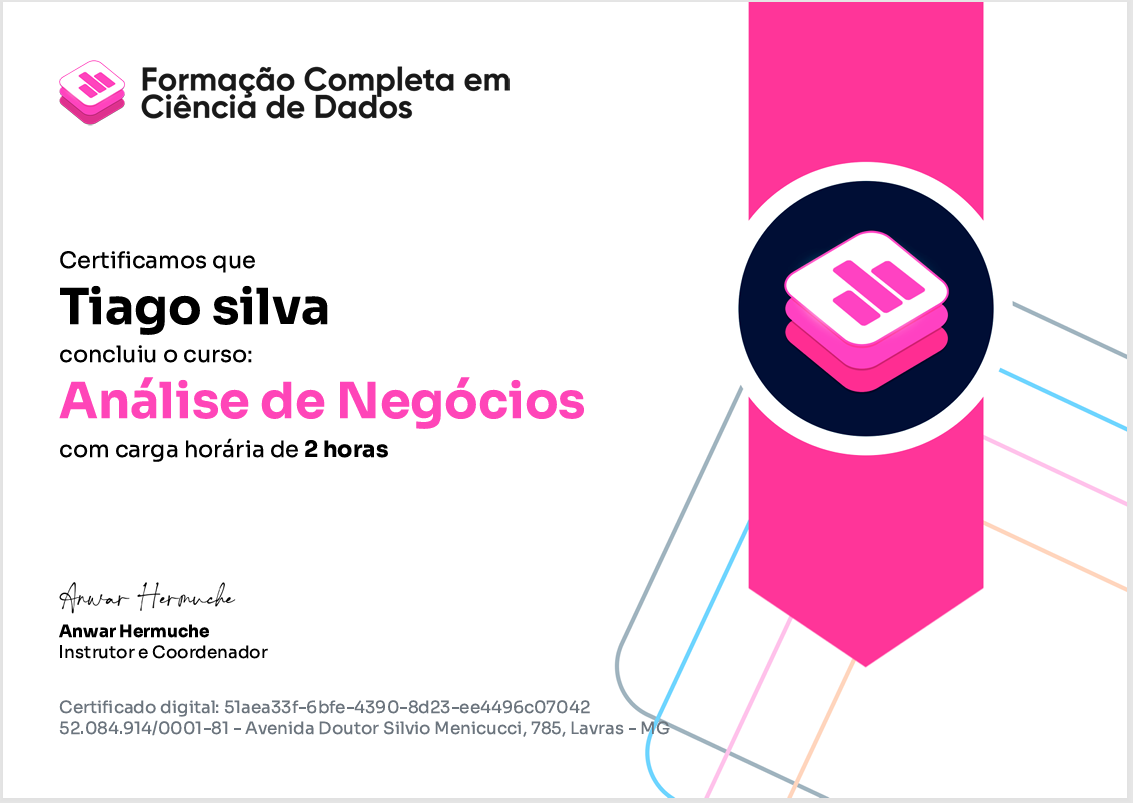 Formação Completa em
Ciência de Dados
Certificamos que
Tiago silva
concluiu o curso:
Análise de Negócios
com carga horária de 2 horas
Anwar Hermuche
Anwar Hermuche
Instrutor e Coordenador
Certificado digital: 51aea33f-6bfe-4390-8d23-ee4496c07042
52.084.914/0001-81 - Avenida Doutor Silvio Menicucci, 785, Lavras - MG